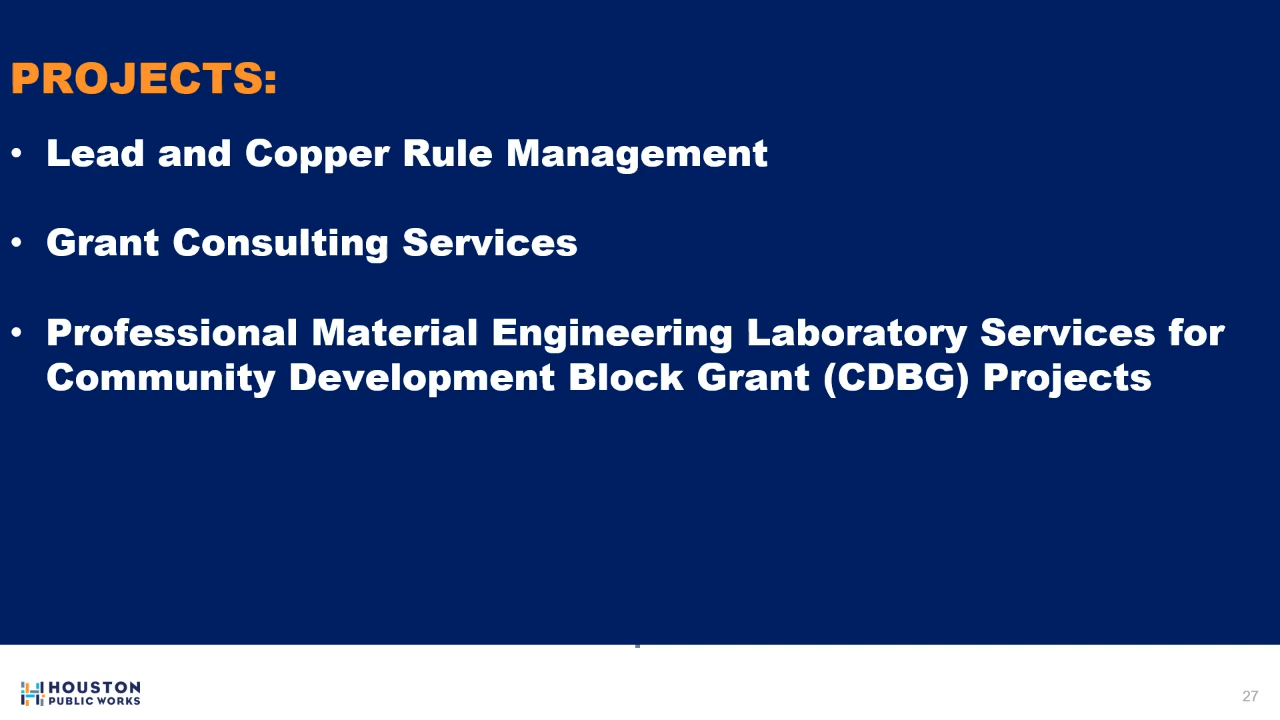 PROJECTS:
• Lead and Copper Rule Management
• Grant Consulting Services
• Professional Material Engineering Laboratory Services for
Community Development Block Grant (CDBG) Projects
HOUSTON
PUBLIC WORKS
27